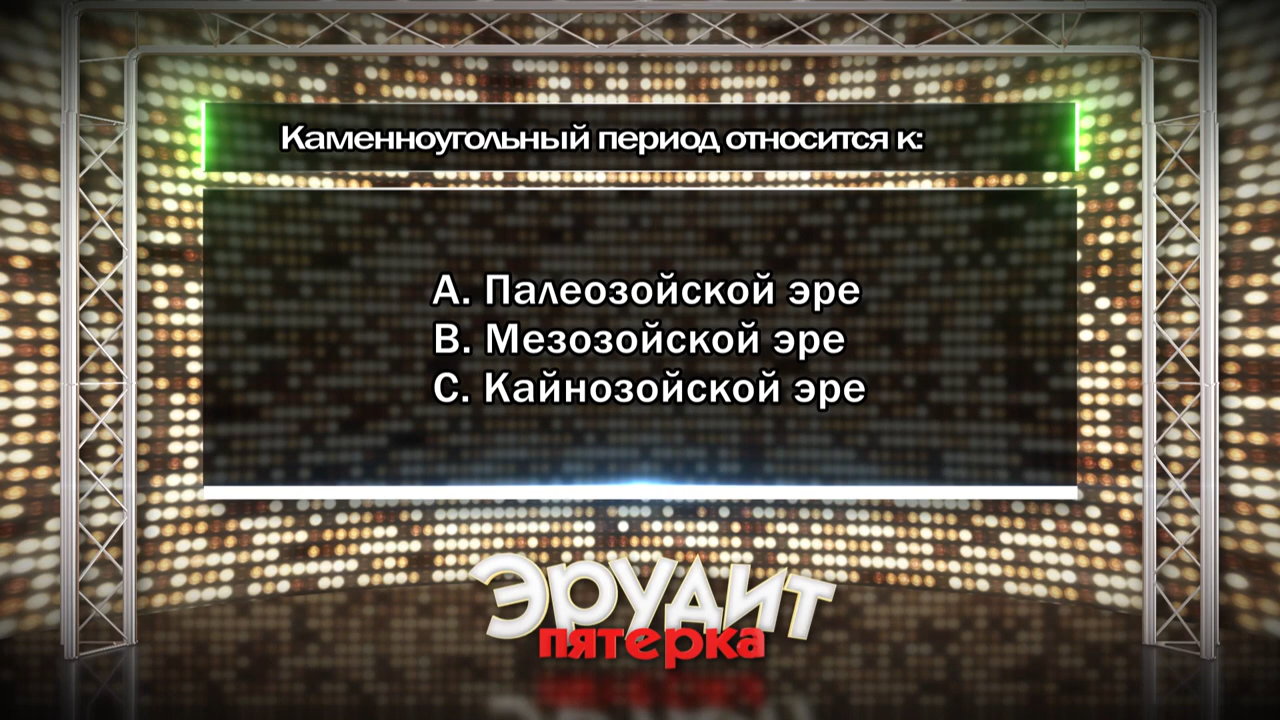 Каменноугольный период относится к:
A. Палеозойской эре
B. Мезозойской эре
C. Кайнозойской эре
Эрудит
пятерка